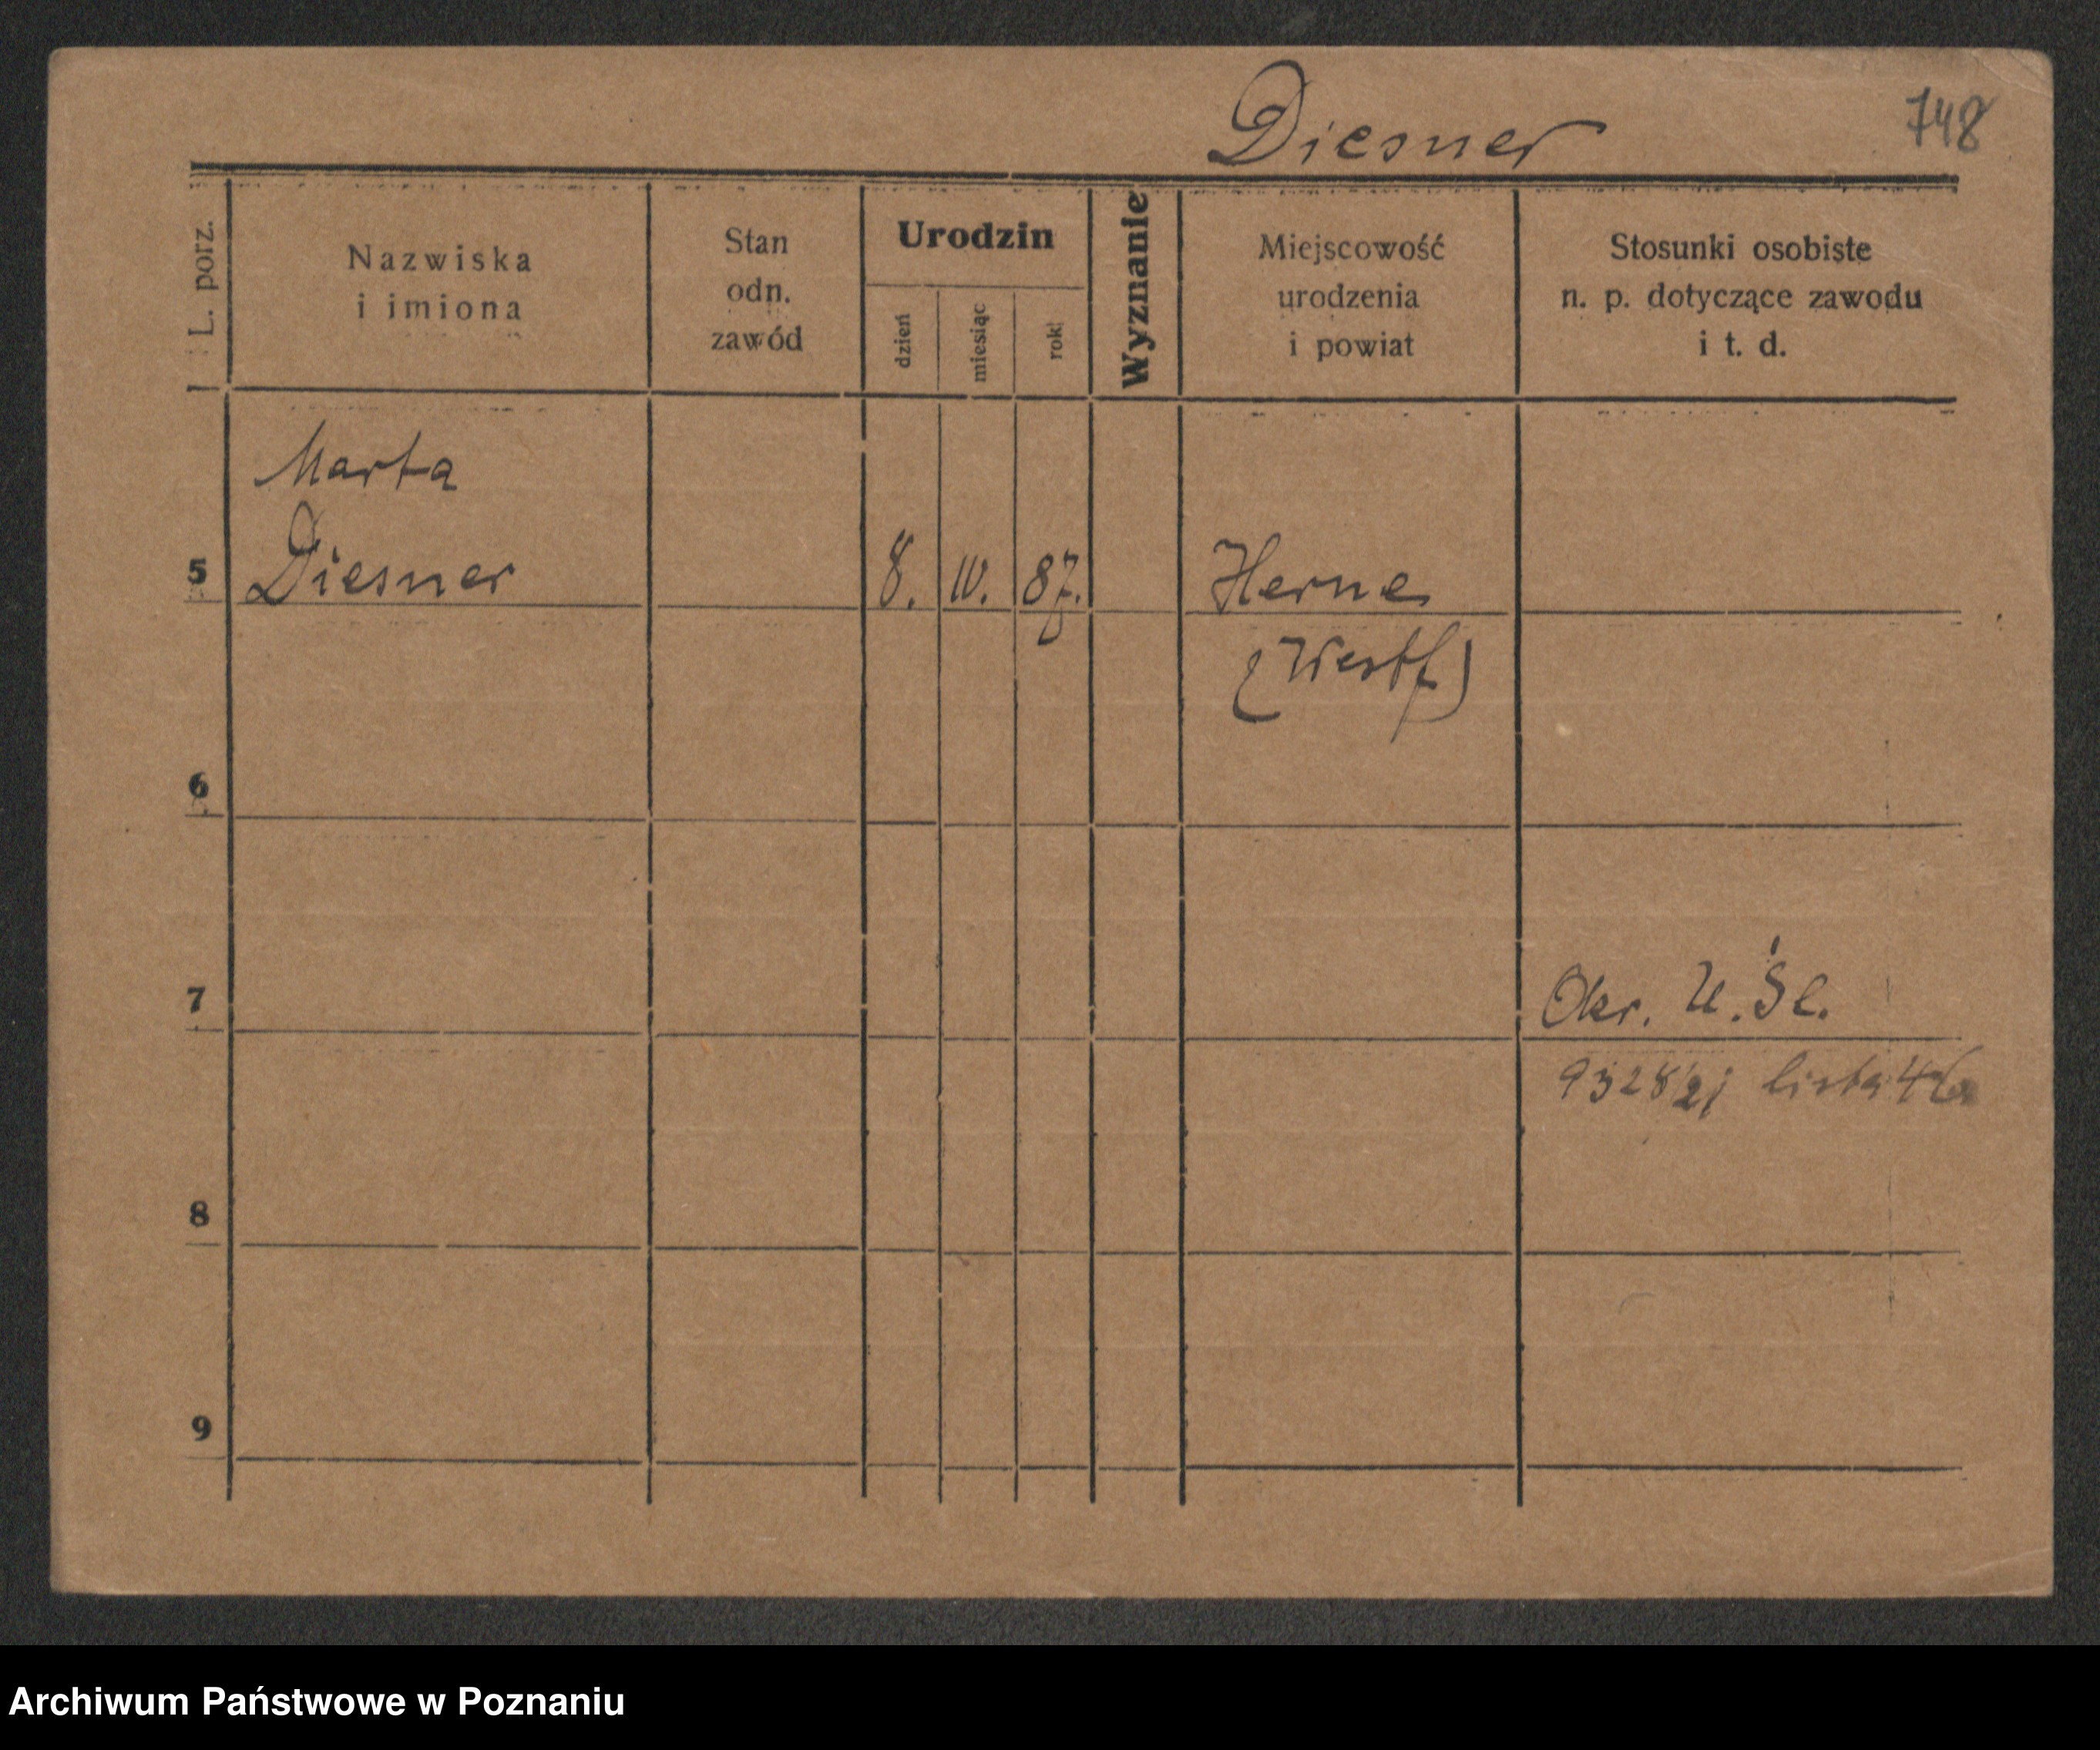 Diesner
748
L. porz.
Nazwiska
i imiona
Stan
odn.
zawód
Urodzin
dzień
miesiąc
rok
Wyznanie
Miejscowość
urodzenia
i powiat
Stosunki osobiste
n. p. dotyczące zawodu
i t. d.
Marta
5 Diesner 8. IV. 87. Herne
(Westf)
6
7 Okr. U. Śl.
lista
8
9
Archiwum Państwowe w Poznaniu